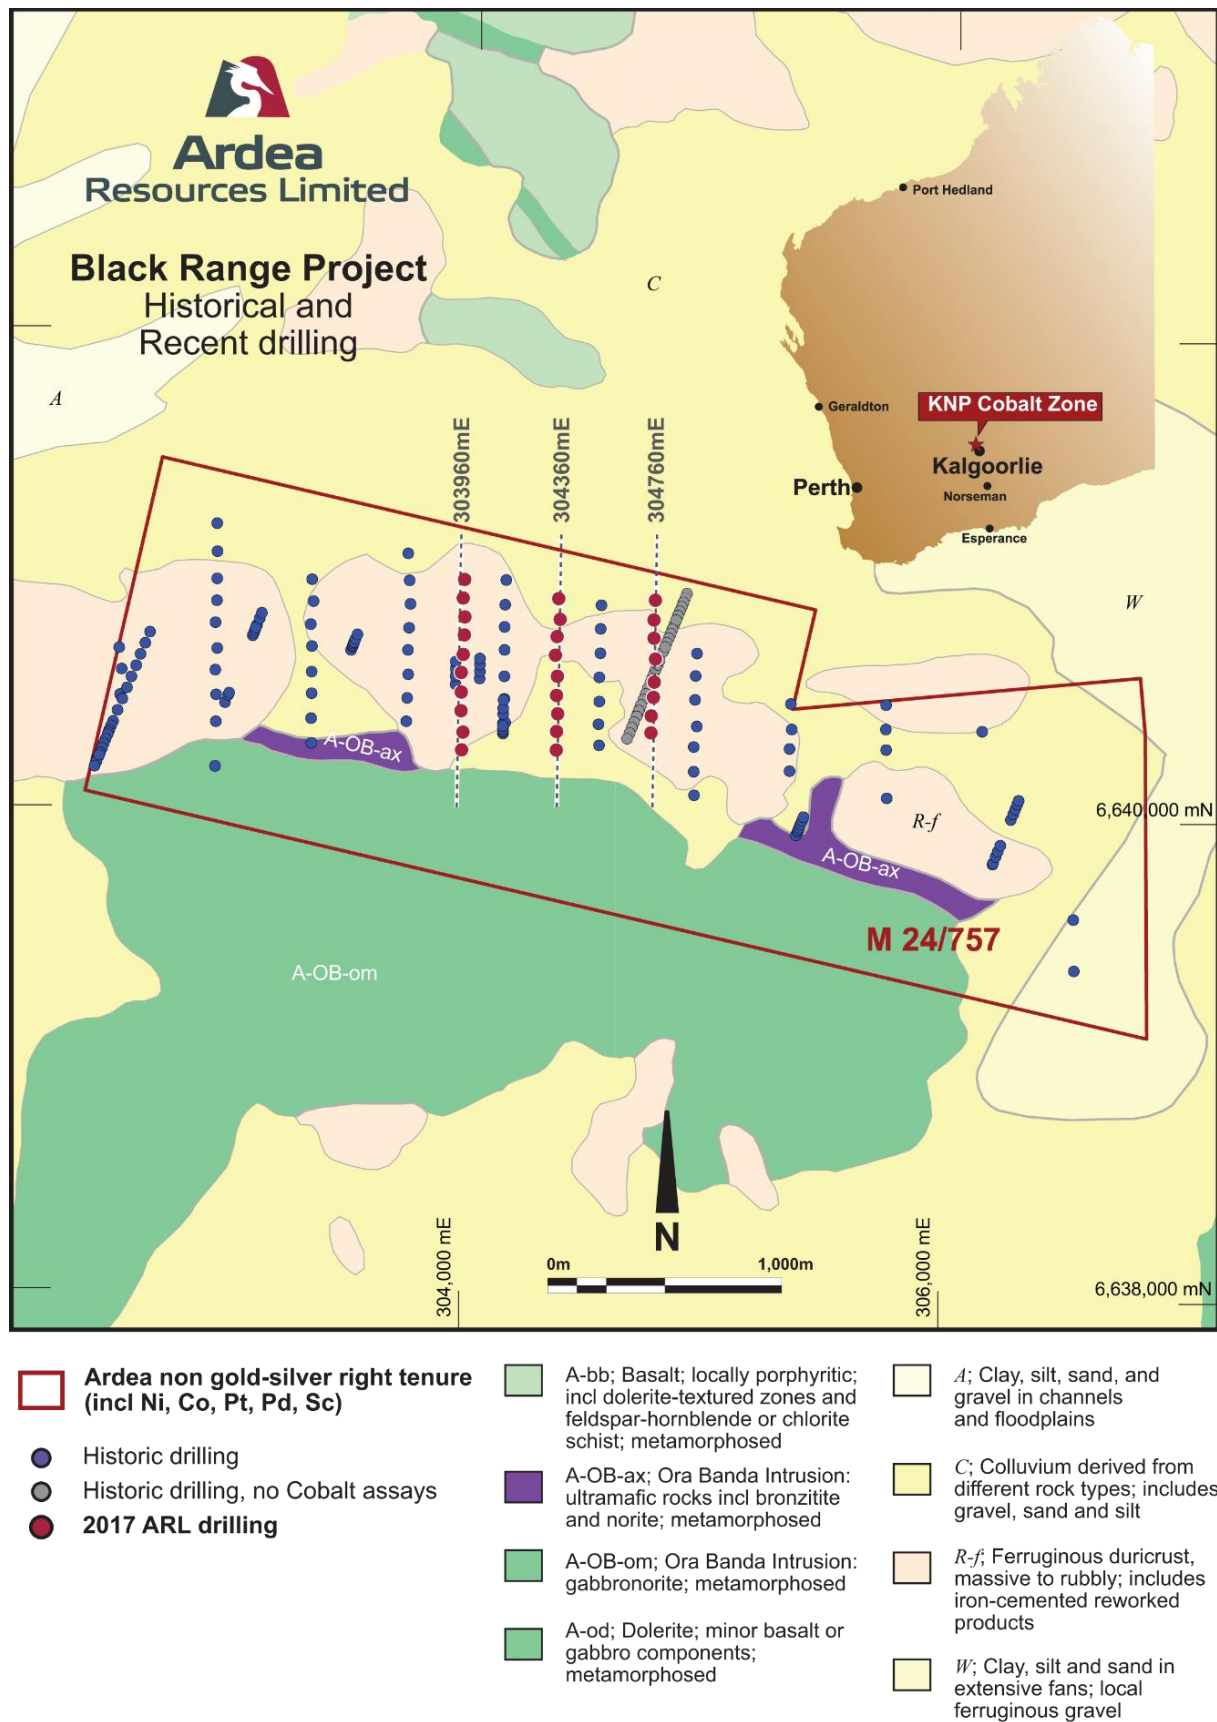 Ardea
Resources Limited
Black Range Project
Historical and
Recent drilling
Port Hedland
C
Geraldton
KNP Cobalt Zone
A
Kalgoorlie
Perth
Norseman
Esperance
303960mE
304360mE
304760mE
W
A-OB-ax
6,640,000 mN
R-f
A-OB-ax
M 24/757
A-OB-om
N
304,000 mE
306,000 mE
0m
1,000m
6,638,000 mN
Ardea non gold-silver right tenure
(incl Ni, Co, Pt, Pd, Sc)
Historic drilling
Historic drilling, no Cobalt assays
2017 ARL drilling
A-bb; Basalt; locally porphyritic;
incl dolerite-textured zones and
feldspar-hornblende or chlorite
schist; metamorphosed
A-OB-ax; Ora Banda Intrusion:
ultramafic rocks incl bronzitite
and norite; metamorphosed
A-OB-om; Ora Banda Intrusion:
gabbronorite; metamorphosed
A-od; Dolerite; minor basalt or
gabbro components;
metamorphosed
A; Clay, silt, sand, and
gravel in channels
and floodplains
C; Colluvium derived from
different rock types; includes
gravel, sand and silt
R-f; Ferruginous duricrust,
massive to rubbly; includes
iron-cemented reworked
products
W; Clay, silt and sand in
extensive fans; local
ferruginous gravel